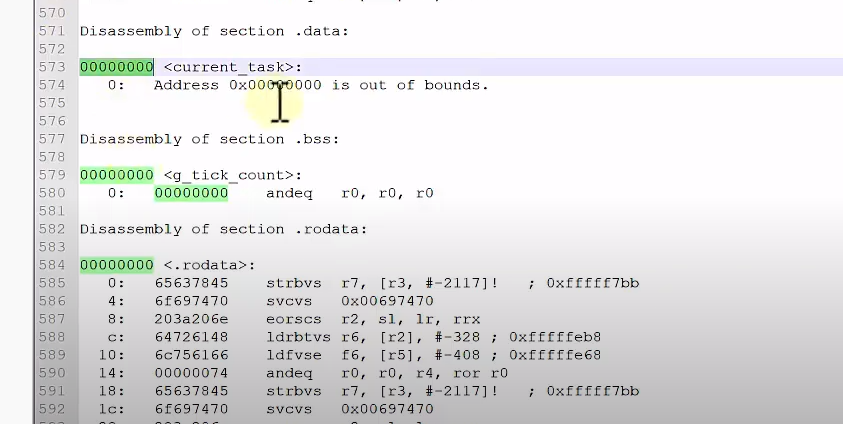 570
571 Disassembly of section .data:
572
573 00000000 <current_task>:
574 0: Address 0x00000000 is out of bounds.
575
576
577 Disassembly of section .bss:
578
579 00000000 <g_tick_count>:
580 0: 00000000 andeq r0, r0, r0
581
582 Disassembly of section .rodata:
583
584 00000000 <.rodata>:
585 0: 65637845 strbvs r7, [r3, #-2117]! ; 0xfffff7bb
586 4: 6f697470 svcvs 0x00697470
587 8: 203a206e eorscs r2, sl, lr, rrx
588 c: 64726148 ldrbtvs r6, [r2], #-328 ; 0xfffffeb8
589 10: 6c756166 ldfvse f6, [r5], #-408 ; 0xfffffe68
590 14: 00000074 andeq r0, r0, r4, ror r0
591 18: 65637845 strbvs r7, [r3, #-2117]! ; 0xfffff7bb
592 1c: 6f697470 svcvs 0x00697470